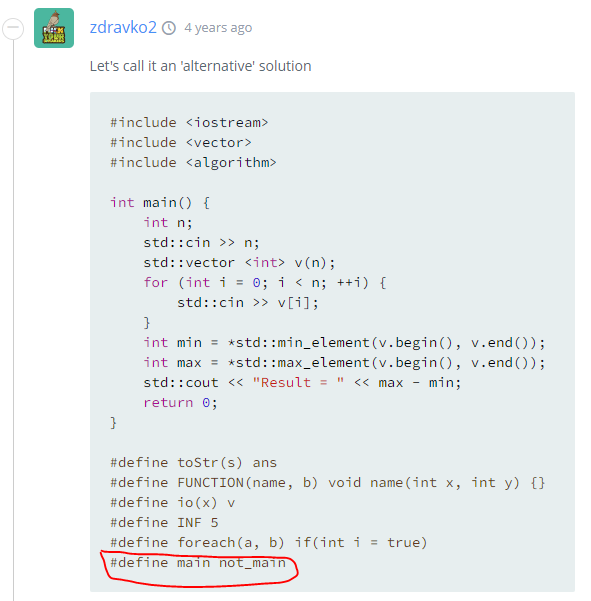 zdravko2 4 years ago
Let's call it an 'alternative' solution
#include <iostream>
#include <vector>
#include <algorithm>
int main() {
int n;
std::cin >> n;
std::vector <int> v(n);
for (int i = 0; i < n; ++i) {
std::cin >> v[i];
}
int min = *std::min_element(v.begin(), v.end());
int max = *std::max_element(v.begin(), v.end());
std::cout << "Result = " << max - min;
return 0;
}
#define toStr(s) ans
#define FUNCTION(name, b) void name(int x, int y) {}
#define io(x) v
#define INF 5
#define foreach(a, b) if(int i = true)
#define main not_main